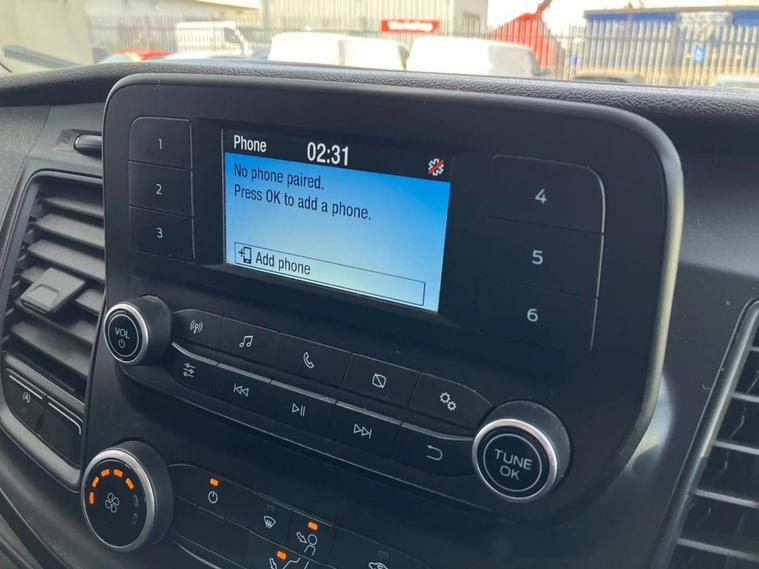 Phone 02:31
No phone paired.
Press OK to add a phone.
Add phone
1
2
3
4
5
6
VOL
TUNE
OK
A